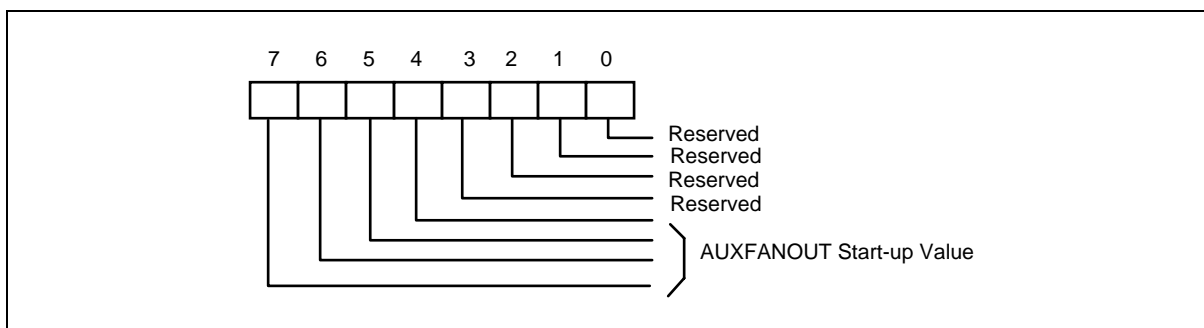 7 6 5 4 3 2 1 0
Reserved
Reserved
Reserved
Reserved
AUXFANOUT Start-up Value